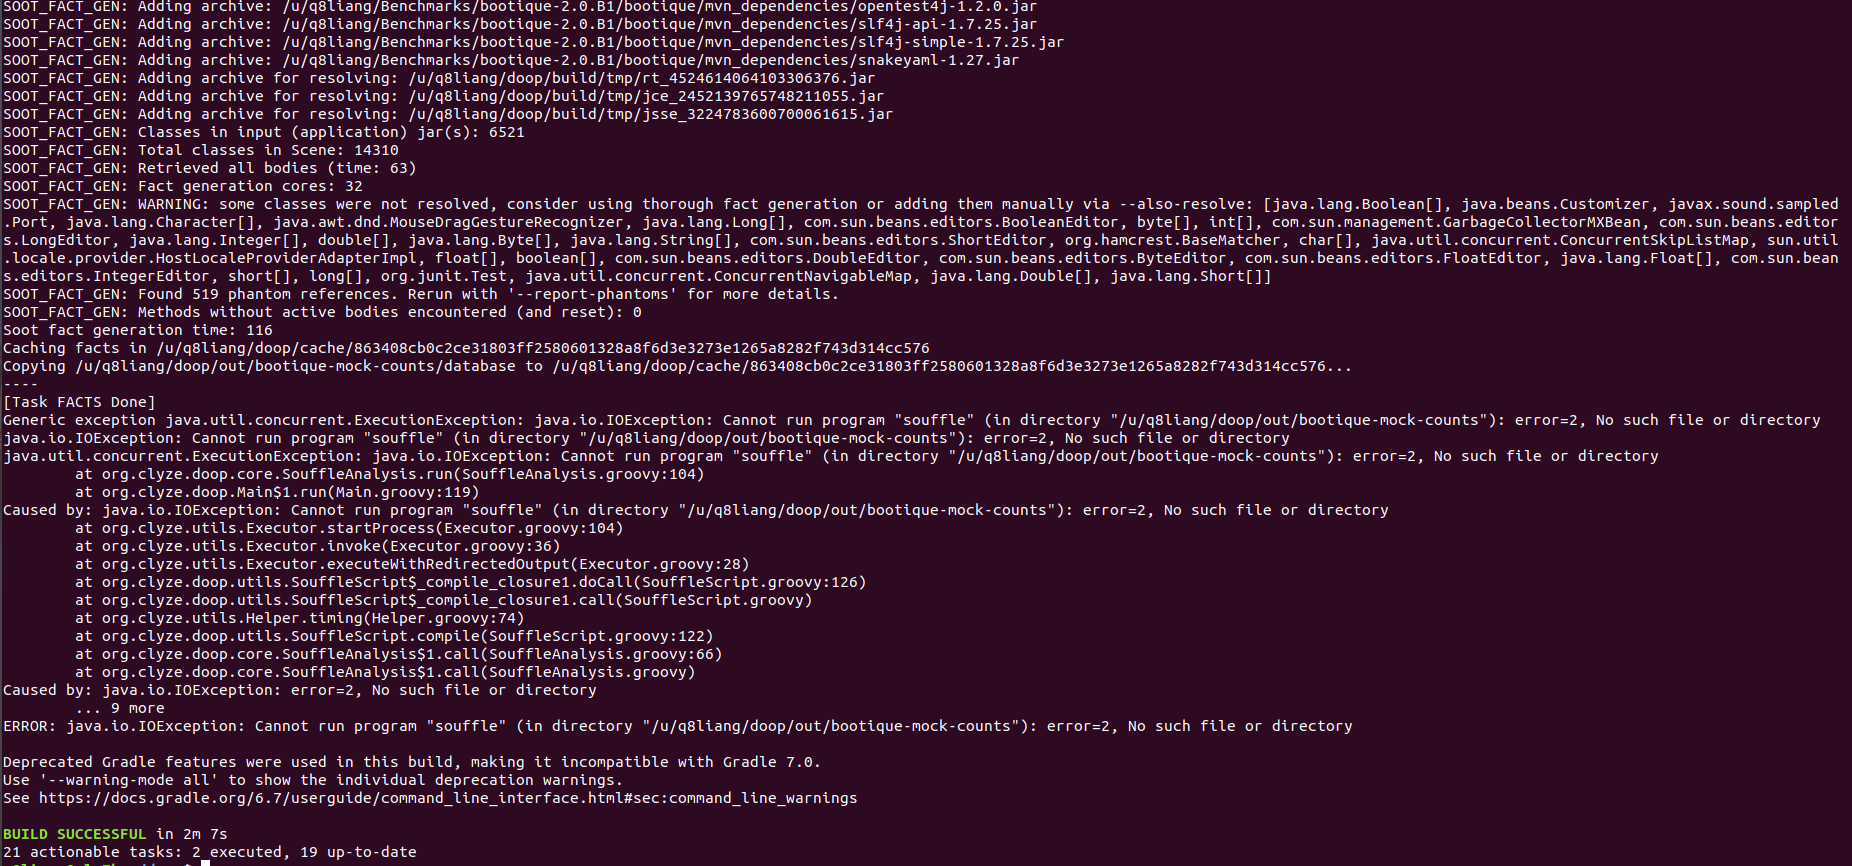 SOOT_FACT_GEN: Adding archive: /u/q8liang/Benchmarks/bootique-2.0.B1/bootique/mvn_dependencies/opentest4j-1.2.0.jar
SOOT_FACT_GEN: Adding archive: /u/q8liang/Benchmarks/bootique-2.0.B1/bootique/mvn_dependencies/slf4j-api-1.7.25.jar
SOOT_FACT_GEN: Adding archive: /u/q8liang/Benchmarks/bootique-2.0.B1/bootique/mvn_dependencies/slf4j-simple-1.7.25.jar
SOOT_FACT_GEN: Adding archive: /u/q8liang/Benchmarks/bootique-2.0.B1/bootique/mvn_dependencies/snakeyaml-1.27.jar
SOOT_FACT_GEN: Adding archive for resolving: /u/q8liang/doop/build/tmp/rt_4524614064103306376.jar
SOOT_FACT_GEN: Adding archive for resolving: /u/q8liang/doop/build/tmp/jce_2452139765748211055.jar
SOOT_FACT_GEN: Adding archive for resolving: /u/q8liang/doop/build/tmp/jsse_3224783600700061615.jar
SOOT_FACT_GEN: Classes in input (application) jar(s): 6521
SOOT_FACT_GEN: Total classes in Scene: 14310
SOOT_FACT_GEN: Retrieved all bodies (time: 63)
SOOT_FACT_GEN: Fact generation cores: 32
SOOT_FACT_GEN: WARNING: some classes were not resolved, consider using thorough fact generation or adding them manually via --also-resolve: [java.lang.Boolean[], java.beans.Customizer, javax.sound.sampled
.Port, java.lang.Character[], java.awt.dnd.MouseDragGestureRecognizer, java.lang.Long[], com.sun.beans.editors.BooleanEditor, byte[], int[], com.sun.management.GarbageCollectorMXBean, com.sun.beans.editor
s.LongEditor, java.lang.Integer[], double[], java.lang.Byte[], java.lang.String[], com.sun.beans.editors.ShortEditor, org.hamcrest.BaseMatcher, char[], java.util.concurrent.ConcurrentSkipListMap, sun.util
.locale.provider.HostLocaleProviderAdapterImpl, float[], boolean[], com.sun.beans.editors.DoubleEditor, com.sun.beans.editors.ByteEditor, com.sun.beans.editors.FloatEditor, java.lang.Float[], com.sun.bean
s.editors.IntegerEditor, short[], long[], org.junit.Test, java.util.concurrent.ConcurrentNavigableMap, java.lang.Double[], java.lang.Short[]]
SOOT_FACT_GEN: Found 519 phantom references. Rerun with '--report-phantoms' for more details.
SOOT_FACT_GEN: Methods without active bodies encountered (and reset): 0
Soot fact generation time: 116
Caching facts in /u/q8liang/doop/cache/863408cb0c2ce31803ff2580601328a8f6d3e3273e1265a8282f743d314cc576
Copying /u/q8liang/doop/out/bootique-mock-counts/database to /u/q8liang/doop/cache/863408cb0c2ce31803ff2580601328a8f6d3e3273e1265a8282f743d314cc576...
----
[Task FACTS Done]
Generic exception java.util.concurrent.ExecutionException: java.io.IOException: Cannot run program "souffle" (in directory "/u/q8liang/doop/out/bootique-mock-counts"): error=2, No such file or directory
java.io.IOException: Cannot run program "souffle" (in directory "/u/q8liang/doop/out/bootique-mock-counts"): error=2, No such file or directory
java.util.concurrent.ExecutionException: java.io.IOException: Cannot run program "souffle" (in directory "/u/q8liang/doop/out/bootique-mock-counts"): error=2, No such file or directory
at org.clyze.doop.core.SouffleAnalysis.run(SouffleAnalysis.groovy:104)
at org.clyze.doop.Main$1.run(Main.groovy:119)
Caused by: java.io.IOException: Cannot run program "souffle" (in directory "/u/q8liang/doop/out/bootique-mock-counts"): error=2, No such file or directory
at org.clyze.utils.Executor.startProcess(Executor.groovy:104)
at org.clyze.utils.Executor.invoke(Executor.groovy:36)
at org.clyze.utils.Executor.executeWithRedirectedOutput(Executor.groovy:28)
at org.clyze.doop.utils.SouffleScript$_compile_closure1.doCall(SouffleScript.groovy:126)
at org.clyze.doop.utils.SouffleScript$_compile_closure1.call(SouffleScript.groovy)
at org.clyze.utils.Helper.timing(Helper.groovy:74)
at org.clyze.doop.utils.SouffleScript.compile(SouffleScript.groovy:122)
at org.clyze.doop.core.SouffleAnalysis$1.call(SouffleAnalysis.groovy:66)
at org.clyze.doop.core.SouffleAnalysis$1.call(SouffleAnalysis.groovy)
Caused by: java.io.IOException: error=2, No such file or directory
... 9 more
ERROR: java.io.IOException: Cannot run program "souffle" (in directory "/u/q8liang/doop/out/bootique-mock-counts"): error=2, No such file or directory
Deprecated Gradle features were used in this build, making it incompatible with Gradle 7.0.
Use '--warning-mode all' to show the individual deprecation warnings.
See https://docs.gradle.org/6.7/userguide/command_line_interface.html#sec:command_line_warnings
BUILD SUCCESSFUL in 2m 7s
21 actionable tasks: 2 executed, 19 up-to-date